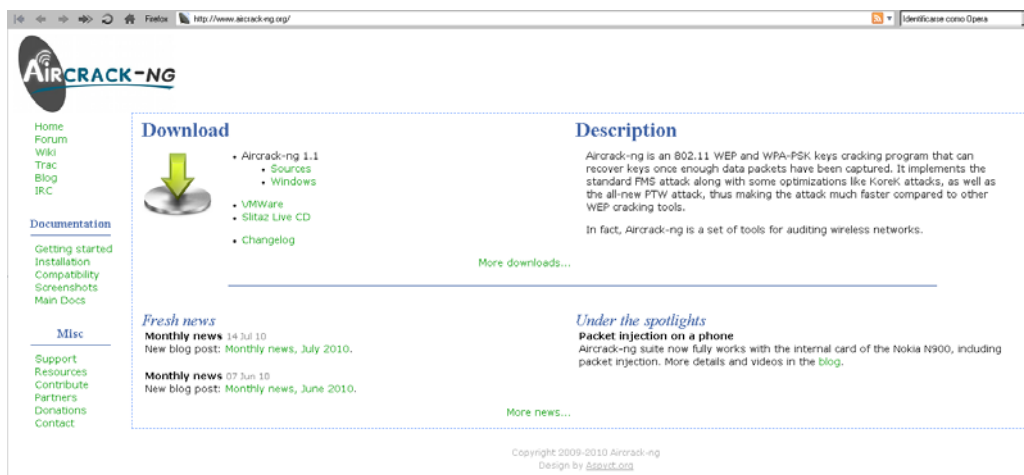 Firefox
http://www.aircrack-ng.org/
Identificarse como Opera
AIRCRACK-NG
Home
Forum
Wiki
Trac
Blog
IRC
Documentation
Getting started
Installation
Compatibility
Screenshots
Main Docs
Misc
Support
Resources
Contribute
Partners
Donations
Contact
Download
Aircrack-ng 1.1
Sources
Windows
VMWare
Slitaz Live CD
Changelog
Description
Aircrack-ng is an 802.11 WEP and WPA-PSK keys cracking program that can
recover keys once enough data packets have been captured. It implements the
standard FMS attack along with some optimizations like KoreK attacks, as well as
the all-new PTW attack, thus making the attack much faster compared to other
WEP cracking tools.
In fact, Aircrack-ng is a set of tools for auditing wireless networks.
More downloads...
Fresh news
Monthly news 14 Jul 10
New blog post: Monthly news, July 2010.
Monthly news 07 Jun 10
New blog post: Monthly news, June 2010.
Under the spotlights
Packet injection on a phone
Aircrack-ng suite now fully works with the internal card of the Nokia N900, including
packet injection. More details and videos in the blog.
More news...
Copyright 2009-2010 Aircrack-ng
Design by Aspyct.org